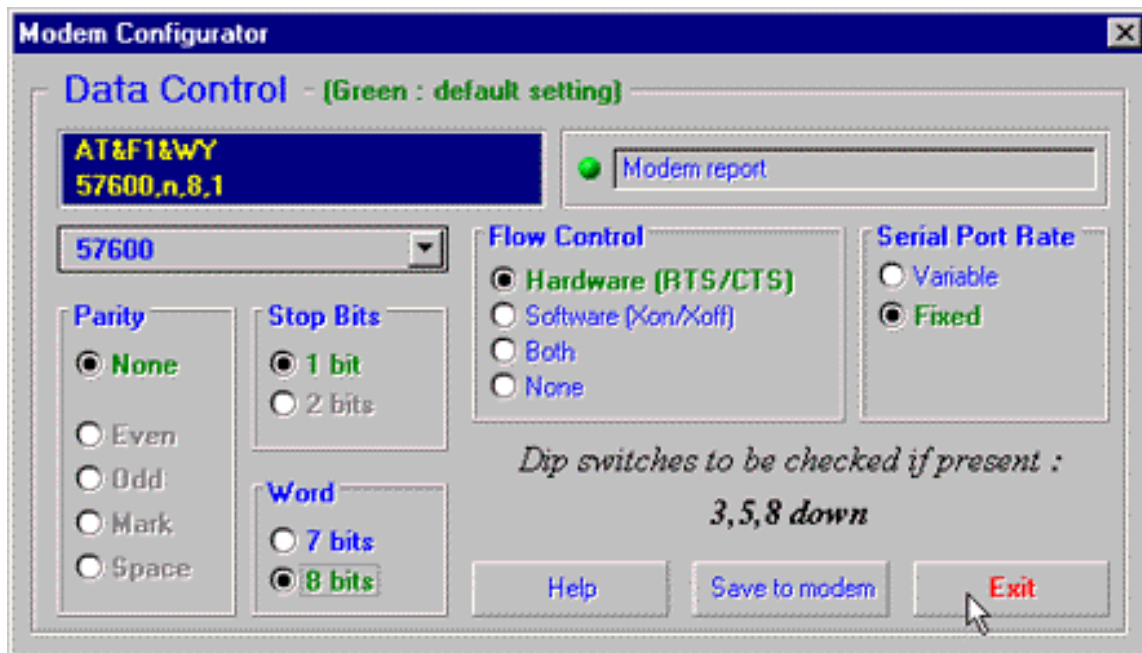 Modem Configurator
Data Control - (Green : default setting)
AT&F1&WY
57600,n,8,1
Modem report
57600
Flow Control
Hardware (RTS/CTS)
Software (Xon/Xoff)
Both
None
Serial Port Rate
Variable
Fixed
Parity
None
Even
Odd
Mark
Space
Stop Bits
1 bit
2 bits
Word
7 bits
8 bits
Dip switches to be checked if present :
3,5,8 down
Help
Save to modem
Exit